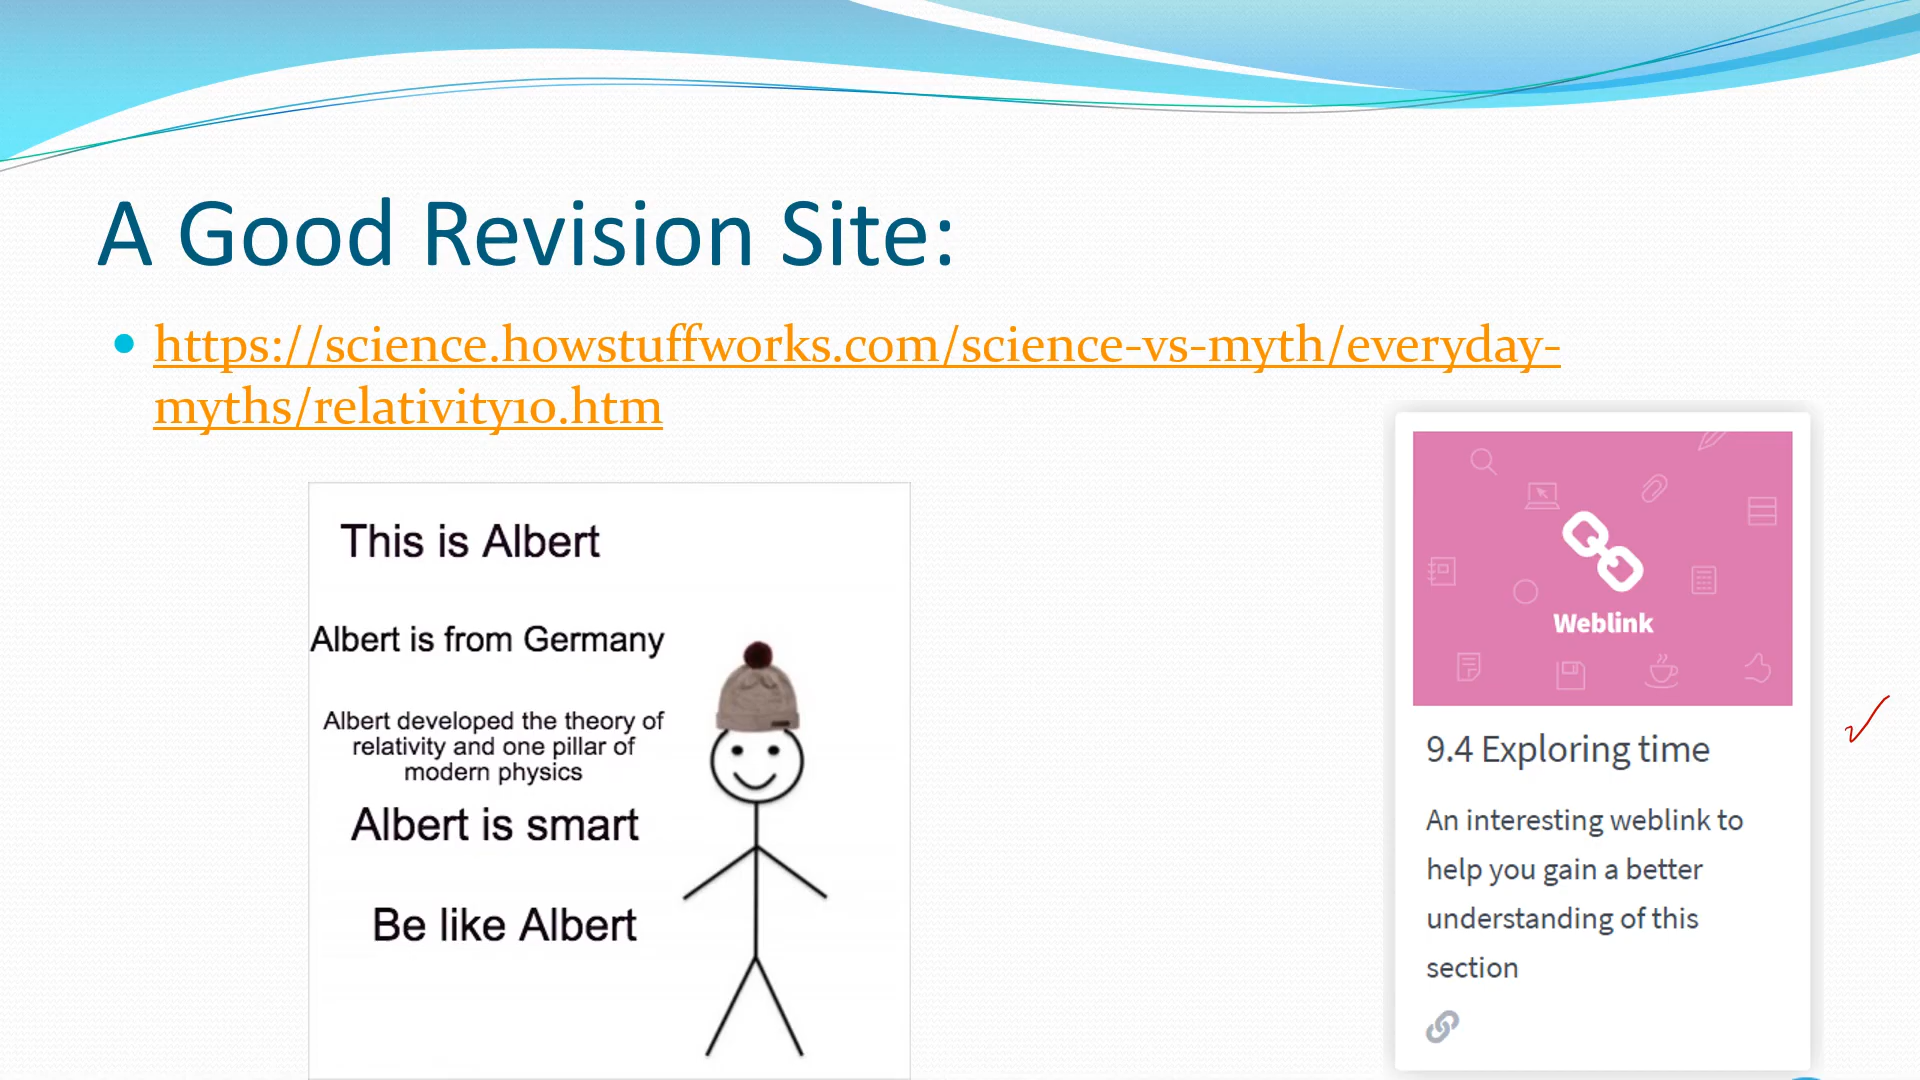 A Good Revision Site:
https://science.howstuffworks.com/science-vs-myth/everyday-
myths/relativity10.htm
This is Albert
Albert is from Germany
Albert developed the theory of
relativity and one pillar of
modern physics
Albert is smart
Be like Albert
Weblink
9.4 Exploring time
An interesting weblink to
help you gain a better
understanding of this
section